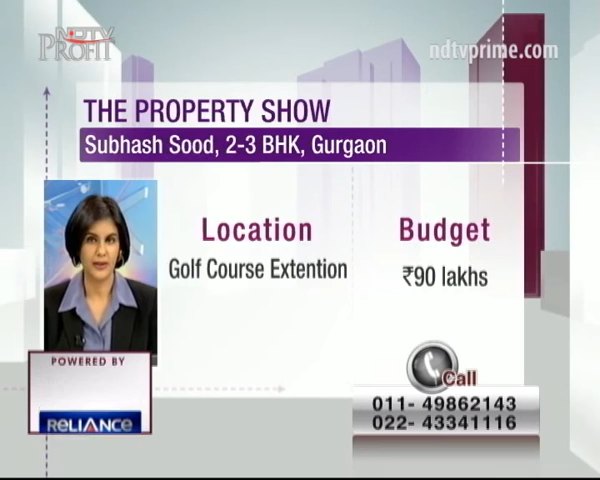 NDTV
PROFIT
ndtvprime.com
THE PROPERTY SHOW
Subhash Sood, 2-3 BHK, Gurgaon
Location
Budget
Golf Course Extention
₹90 lakhs
POWERED BY
RELIANCe
Call
011- 49862143
022- 43341116